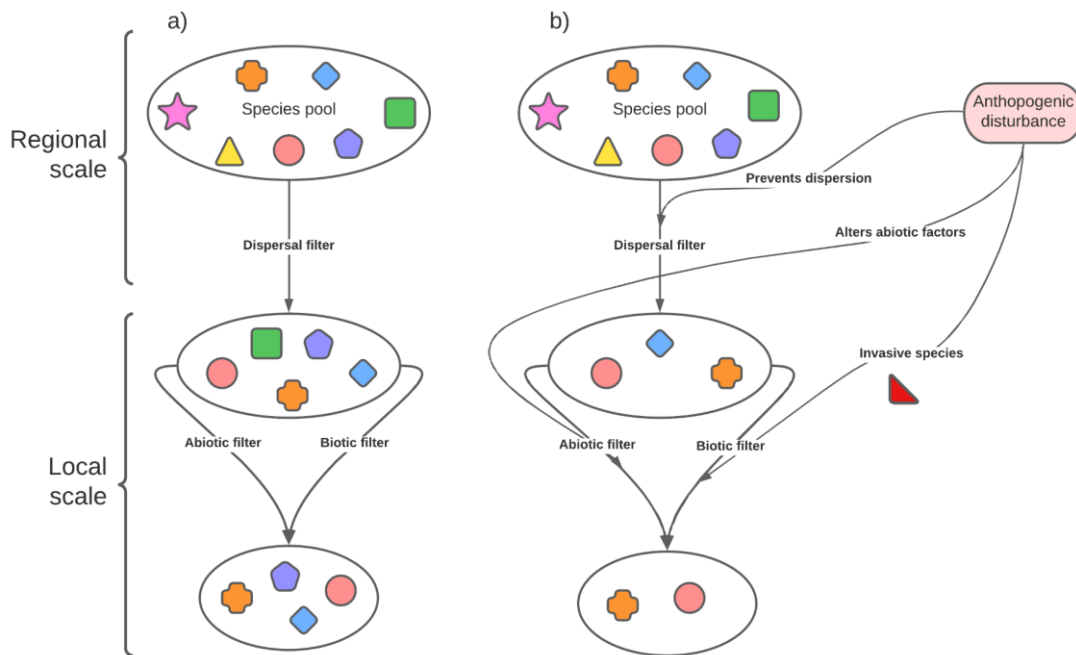 a)
b)
Regional
scale
Species pool
Species pool
Anthopogenic
disturbance
Prevents dispersion
Alters abiotic factors
Dispersal filter
Dispersal filter
Invasive species
Local
scale
Abiotic filter
Biotic filter
Abiotic filter
Biotic filter